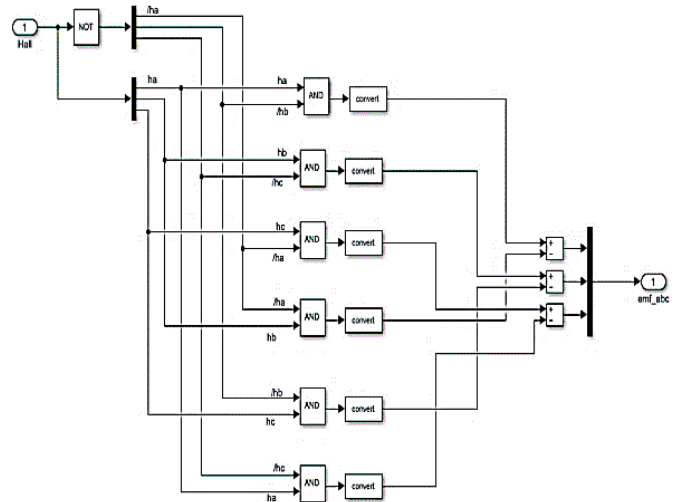 1
Hall
NOT
/ha
ha
ha
/hb
AND
convert
hb
/hc
AND
convert
hc
/ha
AND
convert
/ha
hb
AND
convert
/hb
hc
AND
convert
/hc
ha
AND
convert
+
−
+
−
+
−
1
emf_abc